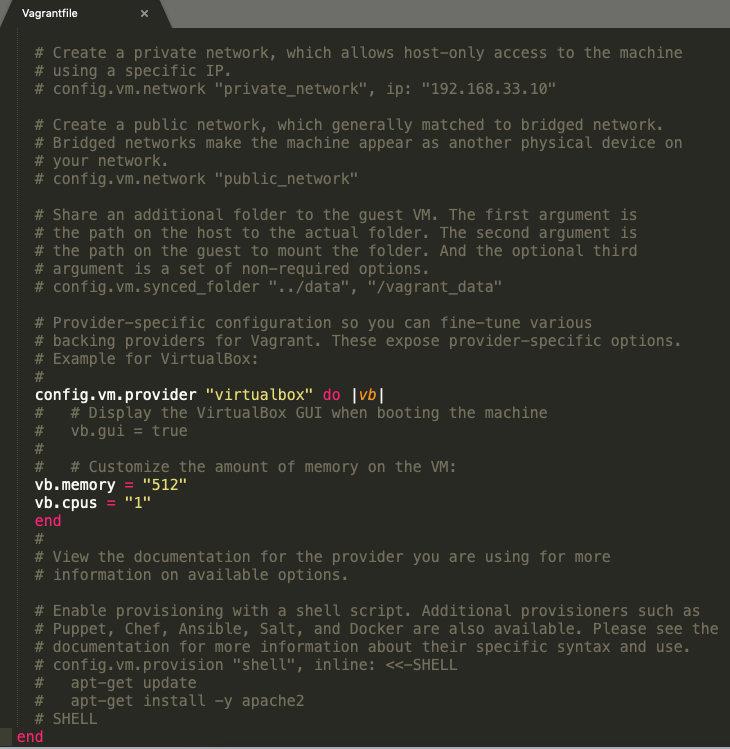 Vagrantfile ×
# Create a private network, which allows host-only access to the machine
# using a specific IP.
# config.vm.network "private_network", ip: "192.168.33.10"
# Create a public network, which generally matched to bridged network.
# Bridged networks make the machine appear as another physical device on
# your network.
# config.vm.network "public_network"
# Share an additional folder to the guest VM. The first argument is
# the path on the host to the actual folder. The second argument is
# the path on the guest to mount the folder. And the optional third
# argument is a set of non-required options.
# config.vm.synced_folder "../data", "/vagrant_data"
# Provider-specific configuration so you can fine-tune various
# backing providers for Vagrant. These expose provider-specific options.
# Example for VirtualBox:
#
config.vm.provider "virtualbox" do |vb|
#   # Display the VirtualBox GUI when booting the machine
#   vb.gui = true
#
#   # Customize the amount of memory on the VM:
vb.memory = "512"
vb.cpus = "1"
end
#
# View the documentation for the provider you are using for more
# information on available options.
# Enable provisioning with a shell script. Additional provisioners such as
# Puppet, Chef, Ansible, Salt, and Docker are also available. Please see the
# documentation for more information about their specific syntax and use.
# config.vm.provision "shell", inline: <<-SHELL
#   apt-get update
#   apt-get install -y apache2
# SHELL
end